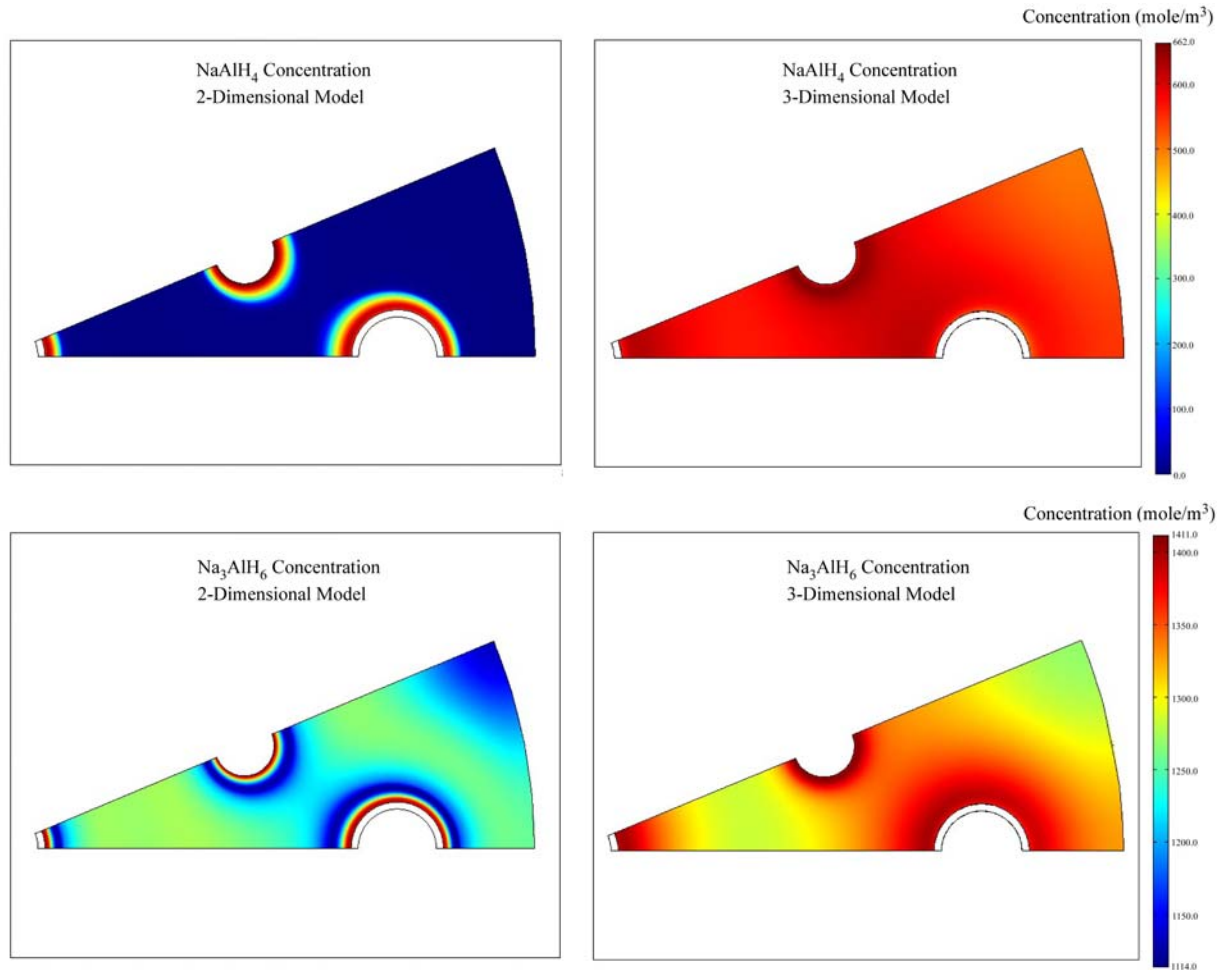 Concentration (mole/m³)
NaAlH₄ Concentration
2-Dimensional Model
NaAlH₄ Concentration
3-Dimensional Model
662.0
600.0
500.0
400.0
300.0
200.0
100.0
0.0
Concentration (mole/m³)
Na₃AlH₆ Concentration
2-Dimensional Model
Na₃AlH₆ Concentration
3-Dimensional Model
1411.0
1400.0
1350.0
1300.0
1250.0
1200.0
1150.0
1114.0